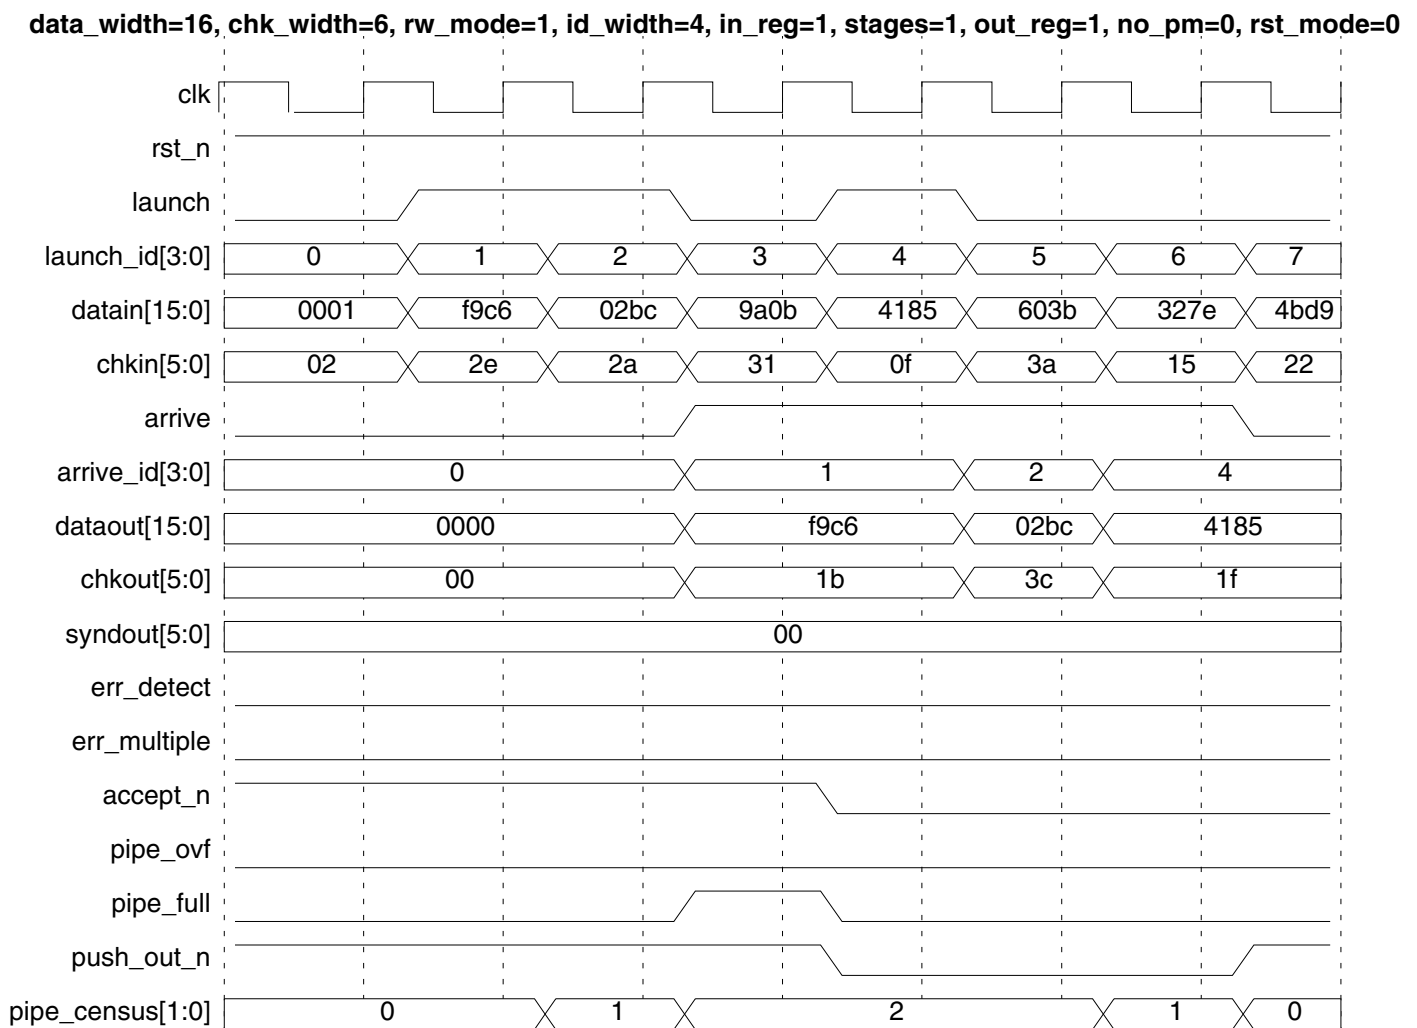 data_width=16, chk_width=6, rw_mode=1, id_width=4, in_reg=1, stages=1, out_reg=1, no_pm=0, rst_mode=0
clk
rst_n
launch
launch_id[3:0] 0 1 2 3 4 5 6 7
datain[15:0] 0001 f9c6 02bc 9a0b 4185 603b 327e 4bd9
chkin[5:0] 02 2e 2a 31 0f 3a 15 22
arrive
arrive_id[3:0] 0 1 2 4
dataout[15:0] 0000 f9c6 02bc 4185
chkout[5:0] 00 1b 3c 1f
syndout[5:0] 00
err_detect
err_multiple
accept_n
pipe_ovf
pipe_full
push_out_n
pipe_census[1:0] 0 1 2 1 0